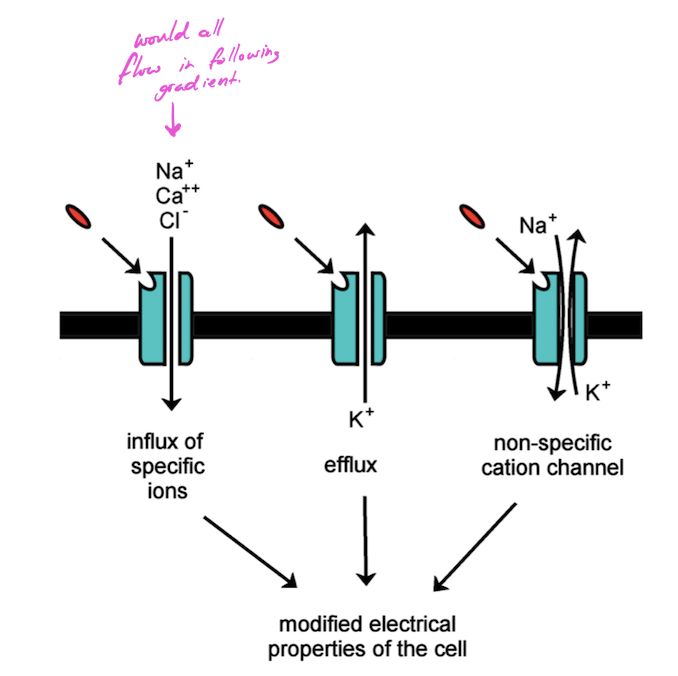 would all
flow in following
gradient.
Na⁺
Ca⁺⁺
Cl⁻
Na⁺
K⁺
K⁺
influx of
specific
ions
efflux
non-specific
cation channel
modified electrical
properties of the cell